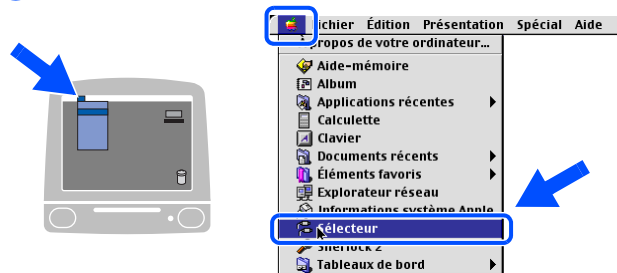 Fichier Édition Présentation Spécial Aide
propos de votre ordinateur...
Aide-mémoire
Album
Applications récentes
Calculette
Clavier
Documents récents
Éléments favoris
Explorateur réseau
Informations système Apple
Sélecteur
Sherlock 2
Tableaux de bord